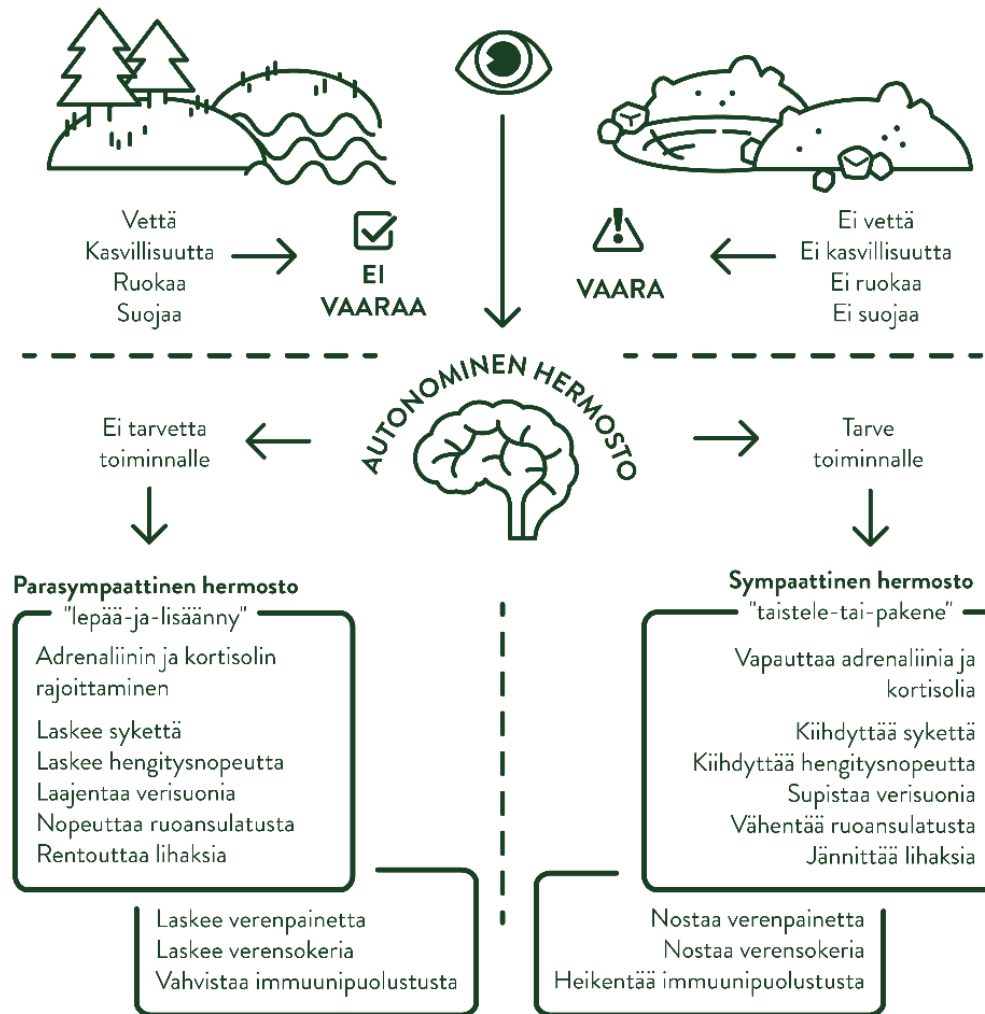 Vettä
Kasvillisuutta
Ruokaa
Suojaa
EI
VAARAA
VAARA
Ei vettä
Ei kasvillisuutta
Ei ruokaa
Ei suojaa
AUTONOMINEN HERMOSTO
Ei tarvetta
toiminnalle
Tarve
toiminnalle
Parasympaattinen hermosto
"lepää-ja-lisäänny"
Adrenaliinin ja kortisolin
rajoittaminen
Laskee sykettä
Laskee hengitysnopeutta
Laajentaa verisuonia
Nopeuttaa ruoansulatusta
Rentouttaa lihaksia
Laskee verenpainetta
Laskee verensokeria
Vahvistaa immuunipuolustusta
Sympaattinen hermosto
"taistele-tai-pakene"
Vapauttaa adrenaliinia ja
kortisolia
Kiihdyttää sykettä
Kiihdyttää hengitysnopeutta
Supistaa verisuonia
Vähentää ruoansulatusta
Jännittää lihaksia
Nostaa verenpainetta
Nostaa verensokeria
Heikentää immuunipuolustusta